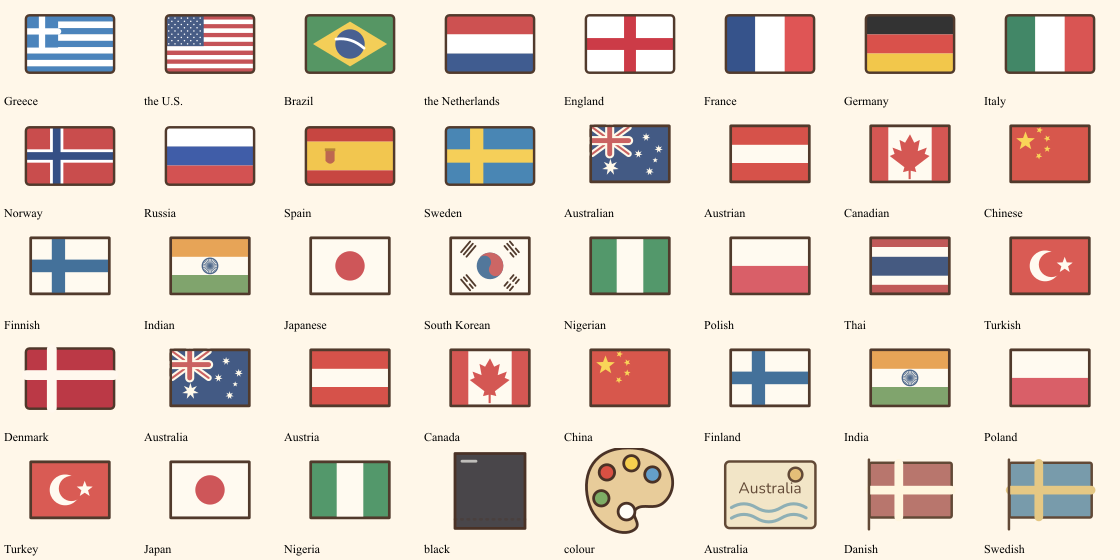 Greece the U.S. Brazil the Netherlands England France Germany Italy
Norway Russia Spain Sweden Australian Austrian Canadian Chinese
Finnish Indian Japanese South Korean Nigerian Polish Thai Turkish
Denmark Australia Austria Canada China Finland India Poland
Australia
Turkey Japan Nigeria black colour Australia Danish Swedish